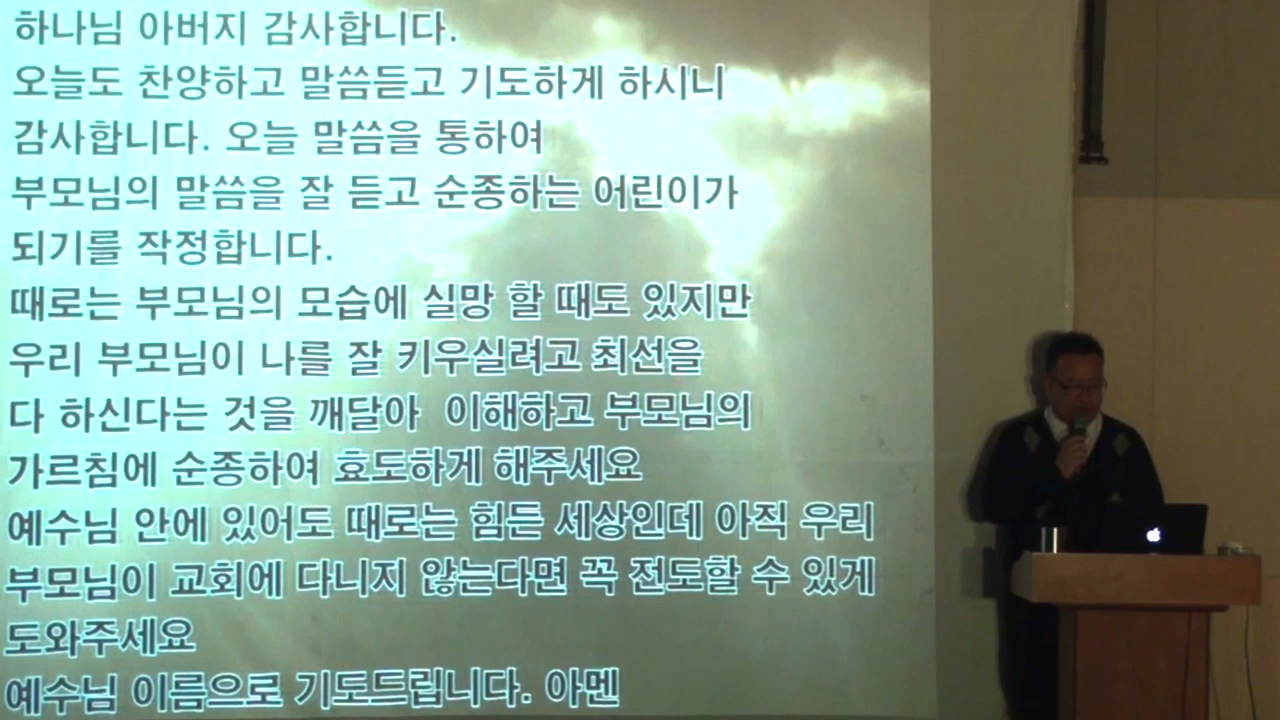 하나님 아버지 감사합니다.
오늘도 찬양하고 말씀듣고 기도하게 하시니
감사합니다. 오늘 말씀을 통하여
부모님의 말씀을 잘 듣고 순종하는 어린이가
되기를 작정합니다.
때로는 부모님의 모습에 실망 할 때도 있지만
우리 부모님이 나를 잘 키우실려고 최선을
다 하신다는 것을 깨달아 이해하고 부모님의
가르침에 순종하여 효도하게 해주세요
예수님 안에 있어도 때로는 힘든 세상인데 아직 우리
부모님이 교회에 다니지 않는다면 꼭 전도할 수 있게
도와주세요
예수님 이름으로 기도드립니다. 아멘